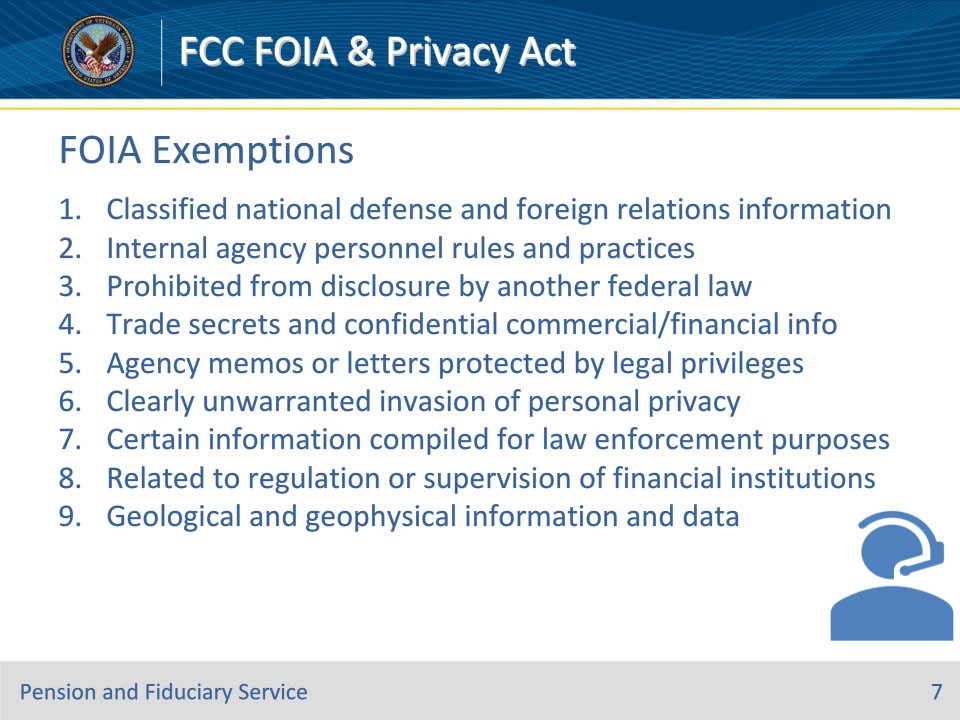 FCC FOIA & Privacy Act
FOIA Exemptions
1. Classified national defense and foreign relations information
2. Internal agency personnel rules and practices
3. Prohibited from disclosure by another federal law
4. Trade secrets and confidential commercial/financial info
5. Agency memos or letters protected by legal privileges
6. Clearly unwarranted invasion of personal privacy
7. Certain information compiled for law enforcement purposes
8. Related to regulation or supervision of financial institutions
9. Geological and geophysical information and data
Pension and Fiduciary Service 7